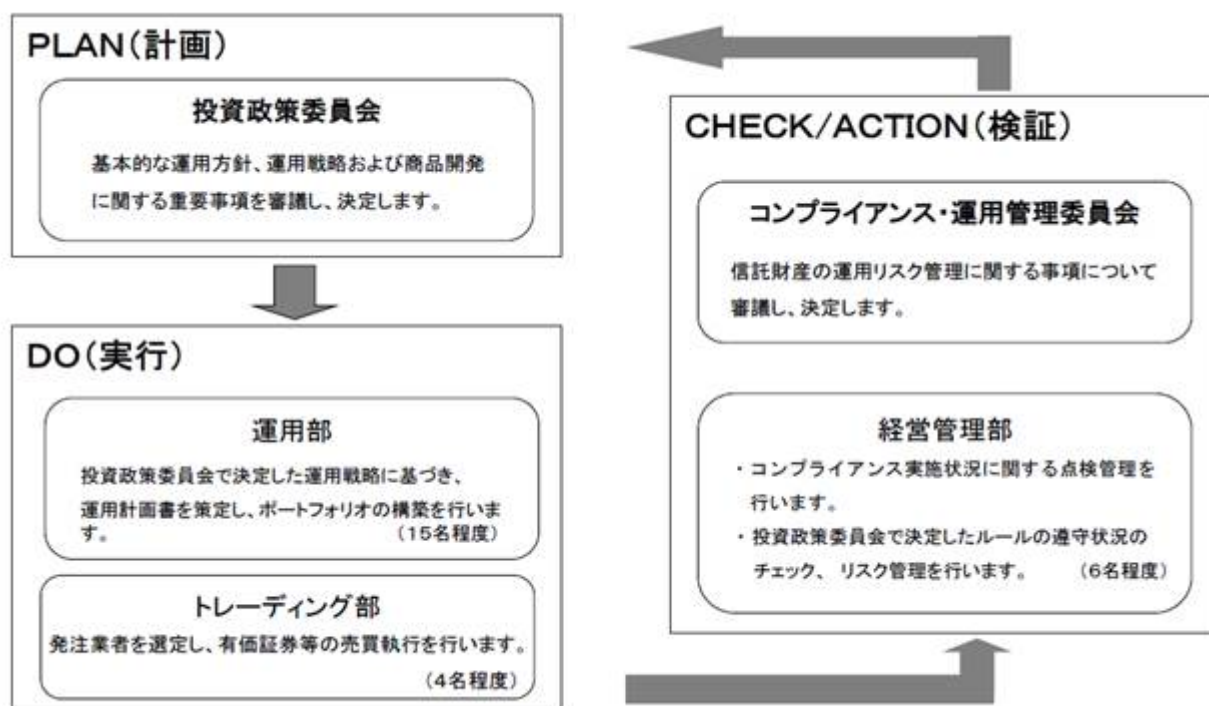 PLAN(計画)
投資政策委員会
基本的な運用方針、運用戦略および商品開発
に関する重要事項を審議し、決定します。
DO(実行)
運用部
投資政策委員会で決定した運用戦略に基づき、
運用計画書を策定し、ポートフォリオの構築を行いま
す。 (15名程度)
トレーディング部
発注業者を選定し、有価証券等の売買執行を行います。
(4名程度)
CHECK/ACTION(検証)
コンプライアンス・運用管理委員会
信託財産の運用リスク管理に関する事項について
審議し、決定します。
経営管理部
・コンプライアンス実施状況に関する点検管理を
行います。
・投資政策委員会で決定したルールの遵守状況の
チェック、 リスク管理を行います。 (6名程度)